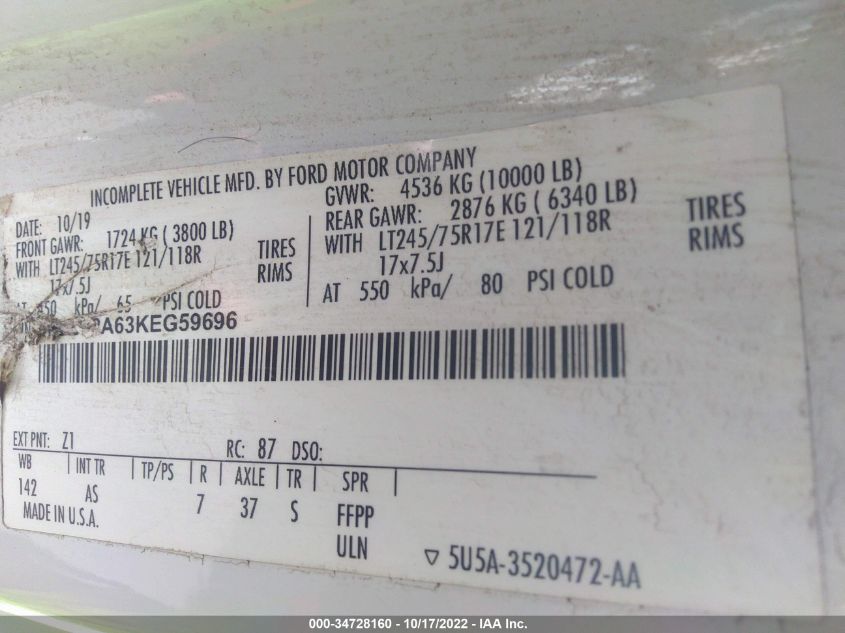 INCOMPLETE VEHICLE MFD. BY FORD MOTOR COMPANY
DATE: 10/19 GVWR: 4536 KG (10000 LB)
FRONT GAWR: 1724 KG ( 3800 LB) REAR GAWR: 2876 KG ( 6340 LB)
WITH LT245/75R17E 121/118R TIRES WITH LT245/75R17E 121/118R TIRES
17x7.5J RIMS 17x7.5J RIMS
kPa/ 65 PSI COLD AT 550 kPa/ 80 PSI COLD
A63KEG59696
EXT PNT: Z1 RC: 87 DSO:
WB INT TR TP/PS R AXLE TR SPR
142 AS 7 37 S FFPP
MADE IN U.S.A. ULN
5U5A-3520472-AA
000-34728160 - 10/17/2022 - IAA Inc.